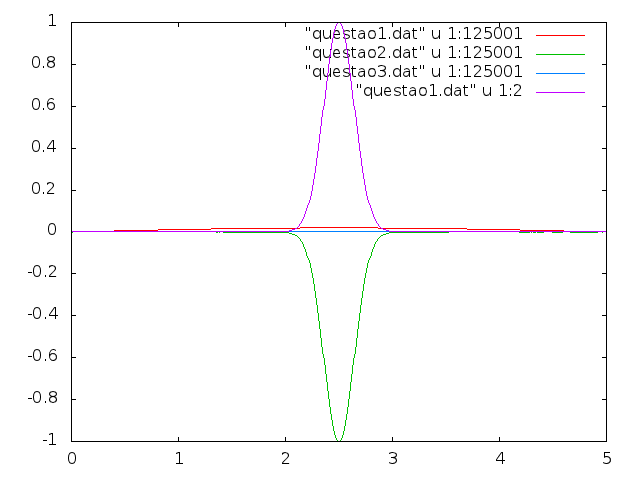 1
"questao1.dat" u 1:125001
"questao2.dat" u 1:125001
0.8
"questao3.dat" u 1:125001
"questao1.dat" u 1:2
0.6
0.4
0.2
0
-0.2
-0.4
-0.6
-0.8
-1
0 1 2 3 4 5